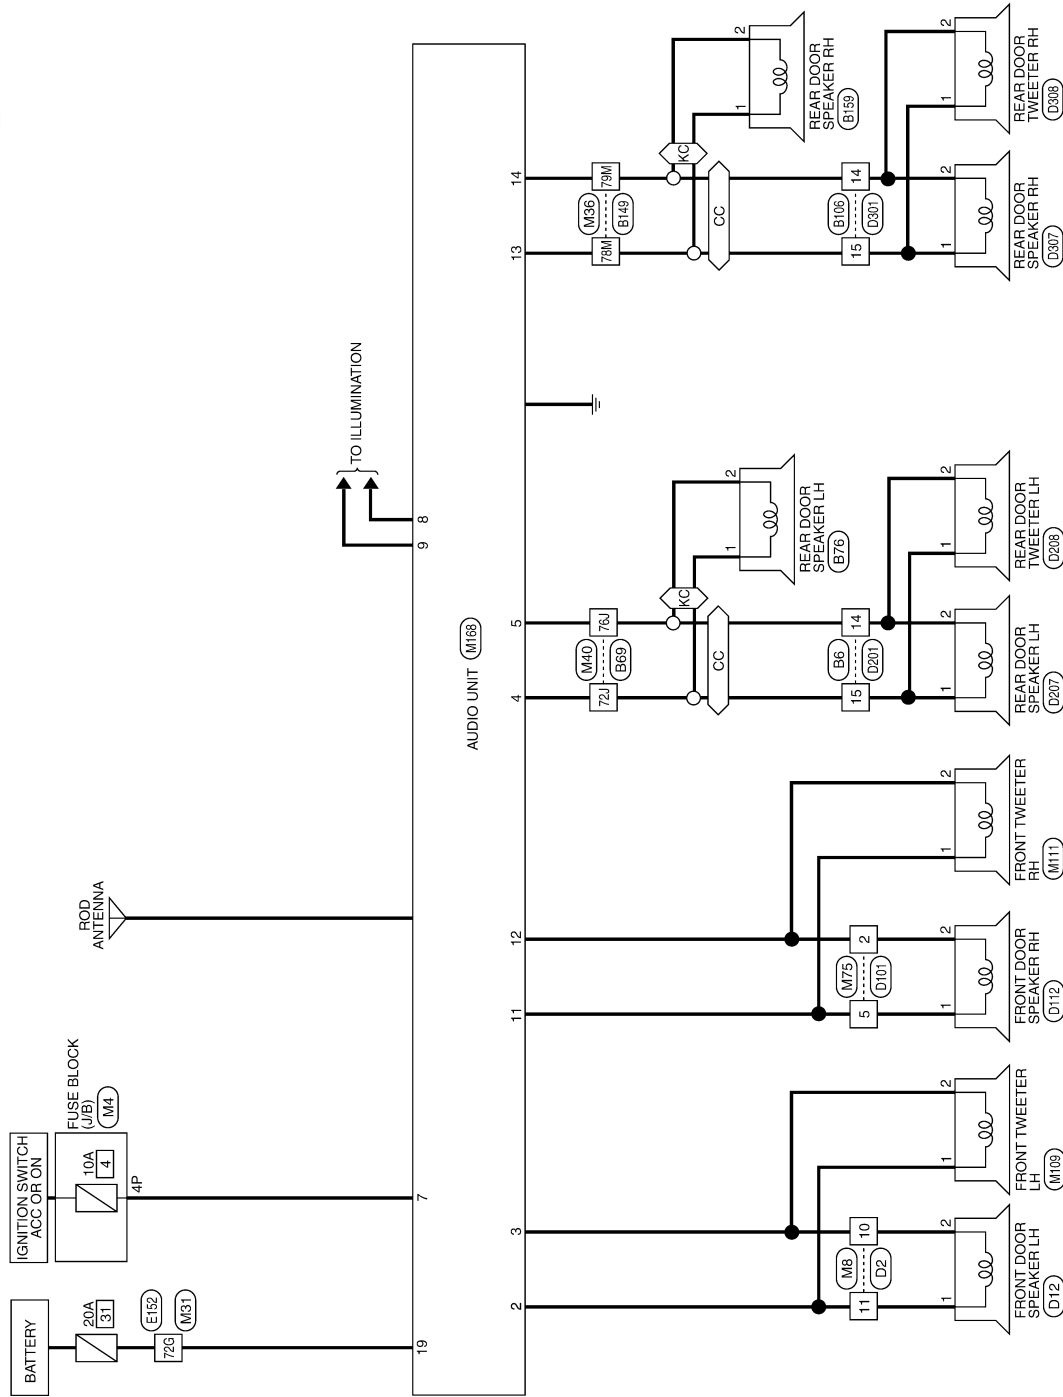 BATTERY
20A
31
72G
E152
M31
19
IGNITION SWITCH
ACC OR ON
FUSE BLOCK
(J/B)
M4
10A
4
4P
7
ROD
ANTENNA
TO ILLUMINATION
9
8
AUDIO UNIT
M168
2
3
11
12
4
5
13
14
M8
D2
11
10
1
2
FRONT DOOR
SPEAKER LH
D12
1
2
FRONT TWEETER
LH
M109
M75
D101
5
2
1
2
FRONT DOOR
SPEAKER RH
D112
1
2
FRONT TWEETER
RH
M111
M40
B69
72J
76J
KC
CC
1
2
REAR DOOR
SPEAKER LH
B76
B6
D201
15
14
1
2
REAR DOOR
SPEAKER LH
D207
1
2
REAR DOOR
TWEETER LH
D208
M36
B149
78M
79M
KC
CC
1
2
REAR DOOR
SPEAKER RH
B159
B106
D301
15
14
1
2
REAR DOOR
SPEAKER RH
D307
1
2
REAR DOOR
TWEETER RH
D308